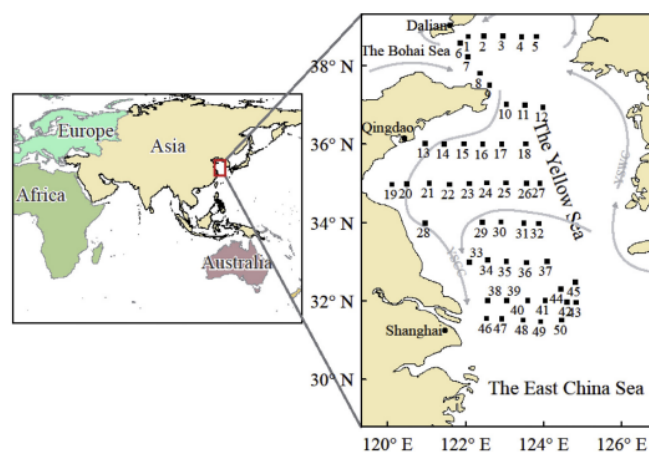 Europe
Asia
Africa
Australia
Dalian
The Bohai Sea
1 2 3 4 5
6
7
8
9
10 11 12
Qingdao
The Yellow Sea
13 14 15 16 17 18
YSWC
19 20 21 22 23 24 25 26 27
28 29 30 31 32
YSCC
33
34 35 36 37
38 39
40 41 44 45
42 43
46 47 48 49 50
Shanghai
The East China Sea
38° N
36° N
34° N
32° N
30° N
120° E 122° E 124° E 126° E